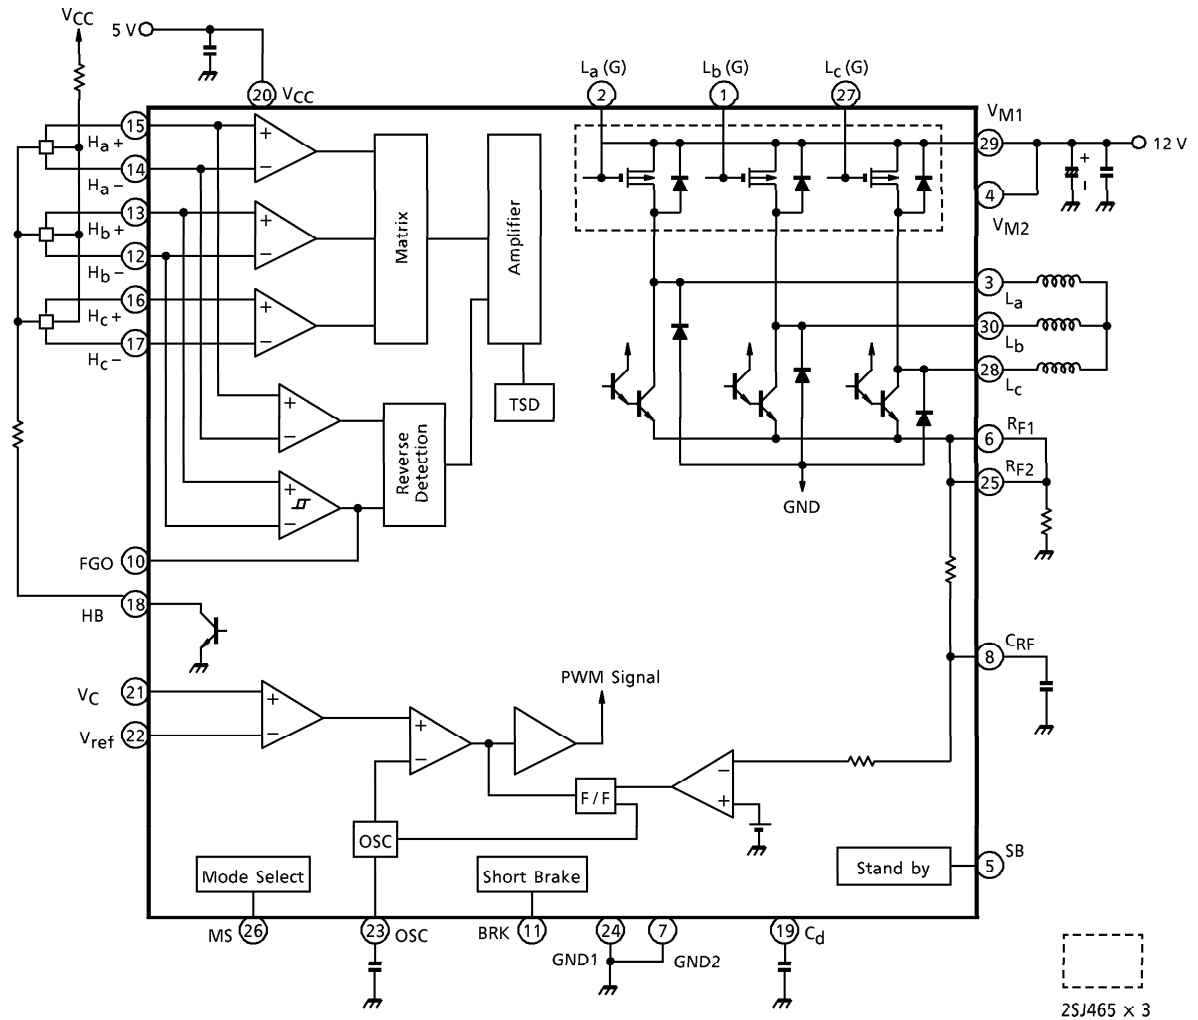 VCC
5 V
La (G)
Lb (G)
Lc (G)
20 VCC
2
1
27
VM1
15
Ha+
29
12 V
+
-
14
Ha−
4
VM2
13
Hb+
12
Hb−
16
Hc+
17
Hc−
+
−
+
−
+
−
Matrix
Amplifier
TSD
3
La
30
Lb
28
Lc
+
−
+
−
Reverse
Detection
6
RF1
25
RF2
GND
FGO 10
HB 18
8
CRF
VC 21
Vref 22
+
−
+
−
PWM Signal
F / F
−
+
OSC
Mode Select
Short Brake
Stand by
5
SB
MS 26
23 OSC
BRK 11
24
GND1
7
GND2
19 Cd
2SJ465 × 3